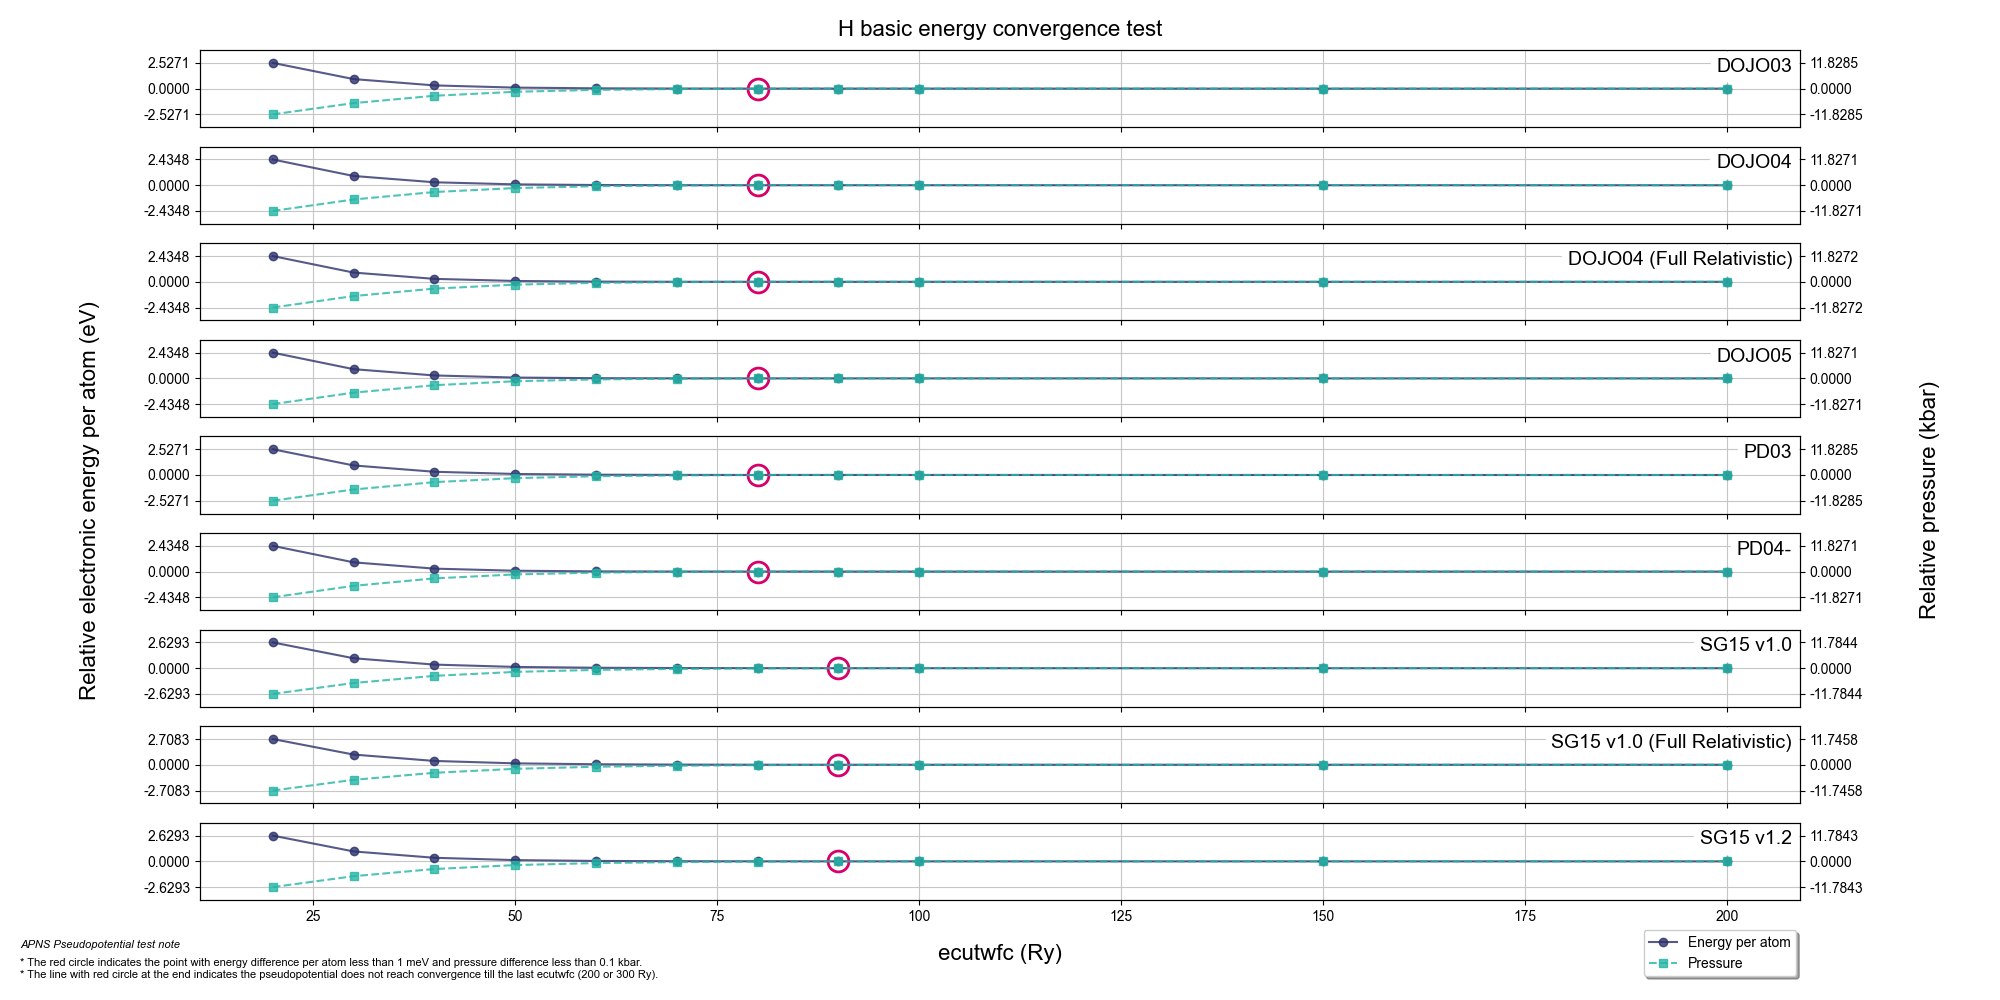 H basic energy convergence test
DOJO03
2.5271
0.0000
-2.5271
11.8285
0.0000
-11.8285
DOJO04
2.4348
0.0000
-2.4348
11.8271
0.0000
-11.8271
DOJO04 (Full Relativistic)
2.4348
0.0000
-2.4348
11.8272
0.0000
-11.8272
DOJO05
2.4348
0.0000
-2.4348
11.8271
0.0000
-11.8271
PD03
2.5271
0.0000
-2.5271
11.8285
0.0000
-11.8285
PD04-
2.4348
0.0000
-2.4348
11.8271
0.0000
-11.8271
SG15 v1.0
2.6293
0.0000
-2.6293
11.7844
0.0000
-11.7844
SG15 v1.0 (Full Relativistic)
2.7083
0.0000
-2.7083
11.7458
0.0000
-11.7458
SG15 v1.2
2.6293
0.0000
-2.6293
11.7843
0.0000
-11.7843
Relative electronic energy per atom (eV)
Relative pressure (kbar)
25 50 75 100 125 150 175 200
ecutwfc (Ry)
Energy per atom
Pressure
APNS Pseudopotential test note
* The red circle indicates the point with energy difference per atom less than 1 meV and pressure difference less than 0.1 kbar.
* The line with red circle at the end indicates the pseudopotential does not reach convergence till the last ecutwfc (200 or 300 Ry).